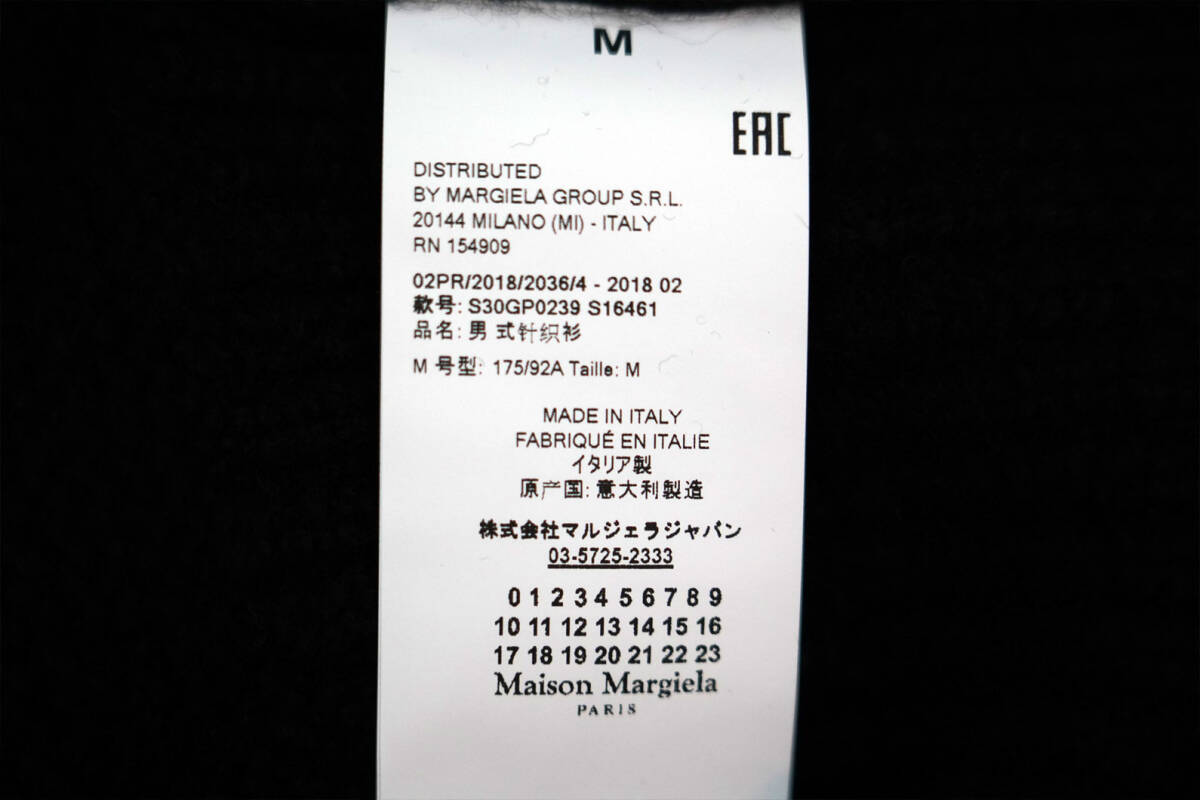 M
EAC
DISTRIBUTED
BY MARGIELA GROUP S.R.L.
20144 MILANO (MI) - ITALY
RN 154909
02PR/2018/2036/4 - 2018 02
款号: S30GP0239 S16461
品名: 男 式针织衫
M 号型: 175/92A Taille: M
MADE IN ITALY
FABRIQUÉ EN ITALIE
イタリア製
原产国: 意大利製造
株式会社マルジェラジャパン
03-5725-2333
0 1 2 3 4 5 6 7 8 9
10 11 12 13 14 15 16
17 18 19 20 21 22 23
Maison Margiela
PARIS